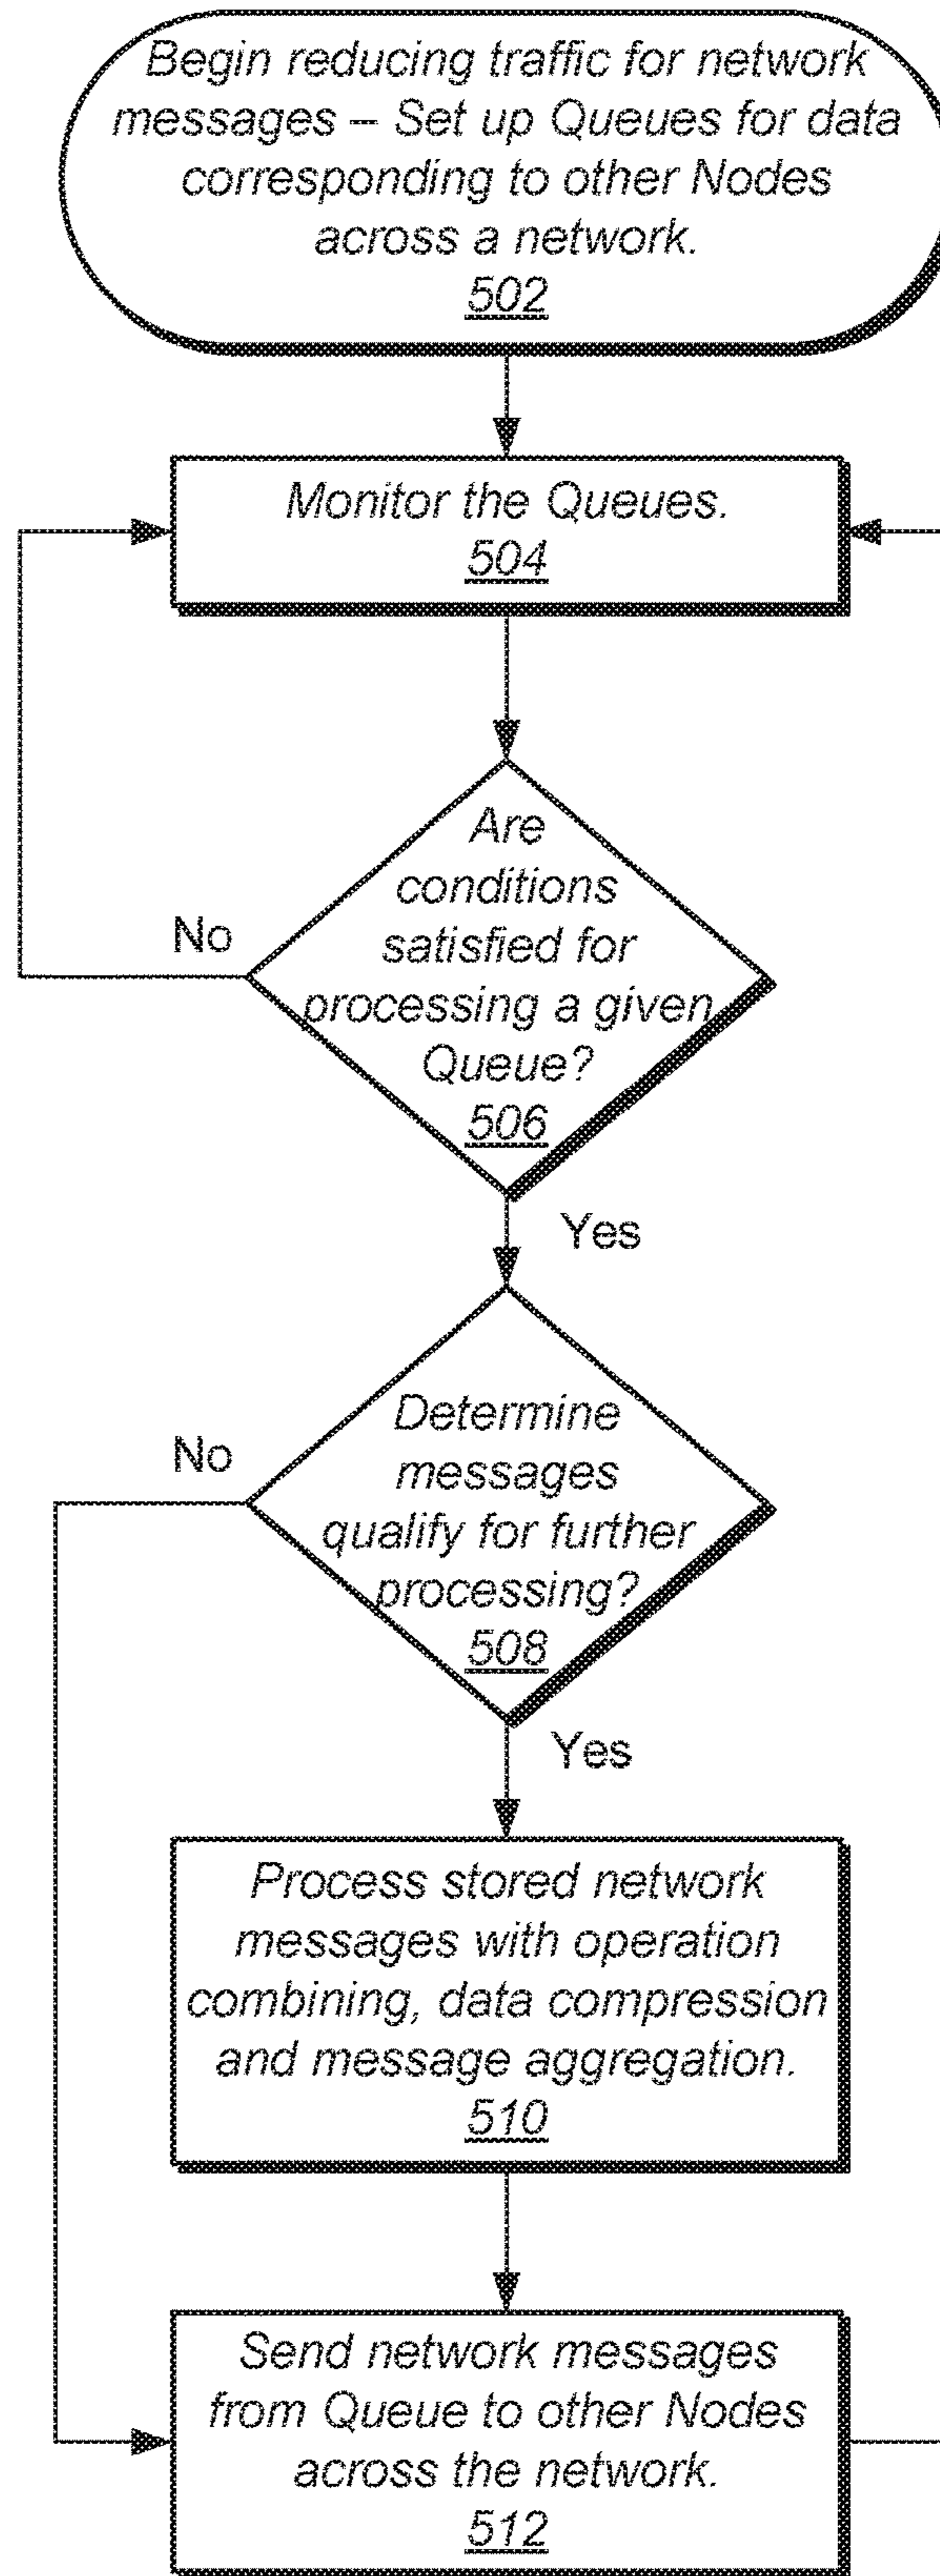 Begin reducing traffic for network
messages – Set up Queues for data
corresponding to other Nodes
across a network.
502
Monitor the Queues.
504
Are
conditions
satisfied for
processing a given
Queue?
506
No
Yes
Determine
messages
qualify for further
processing?
508
No
Yes
Process stored network
messages with operation
combining, data compression
and message aggregation.
510
Send network messages
from Queue to other Nodes
across the network.
512